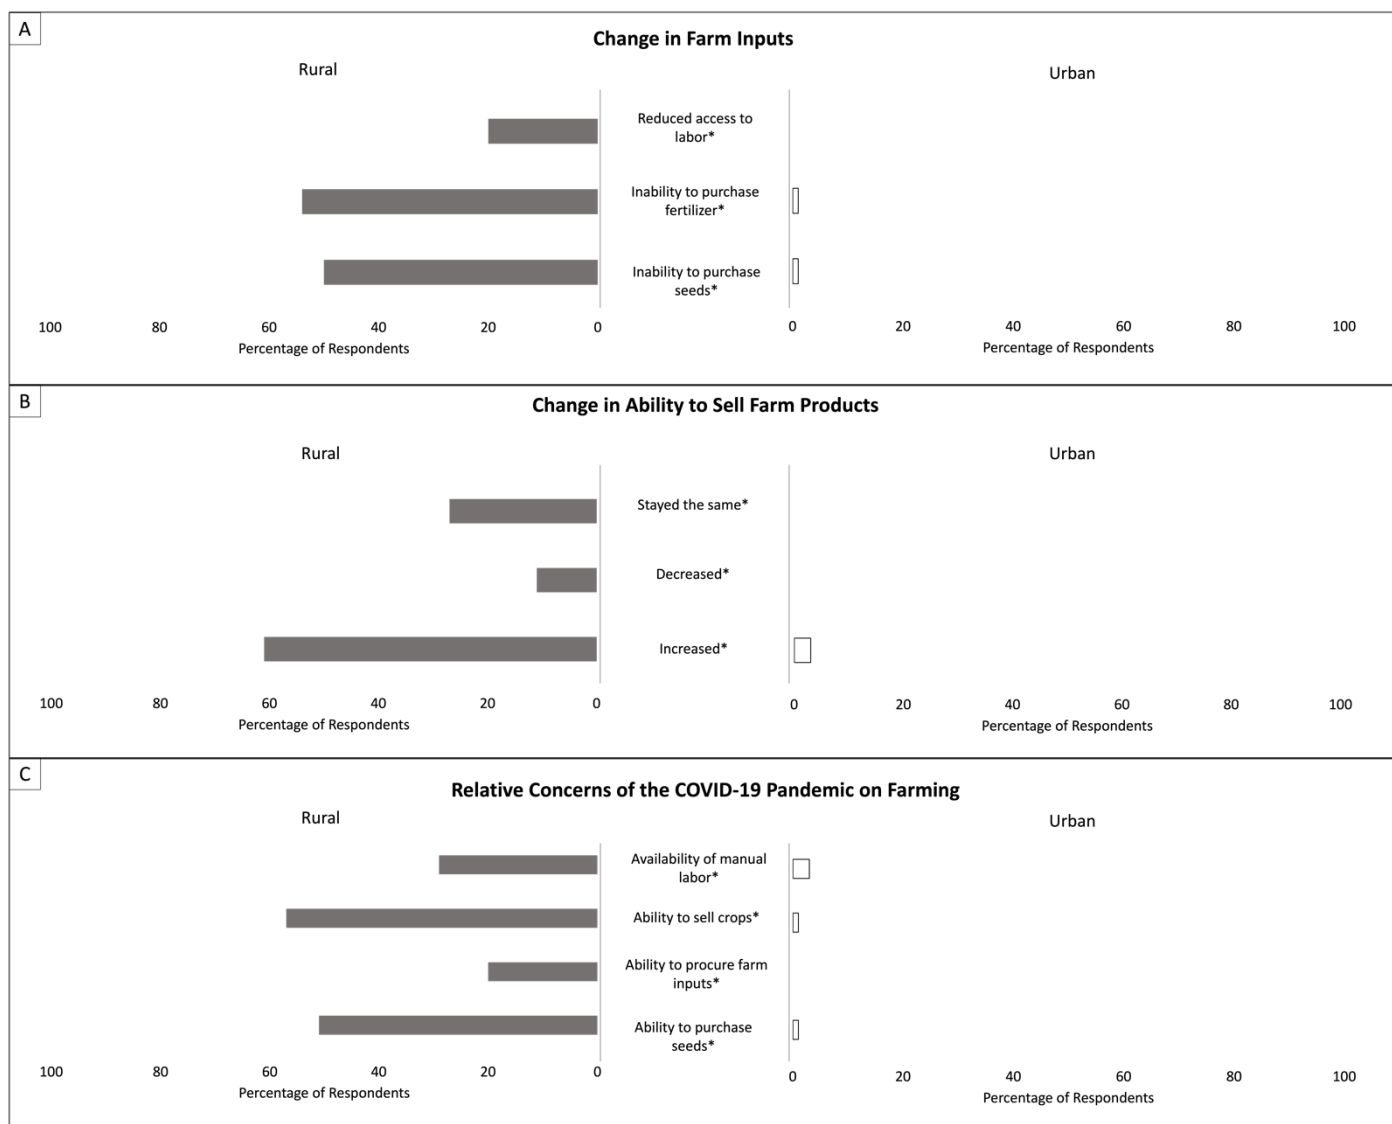 A
Change in Farm Inputs
Rural
Urban
Reduced access to
labor*
Inability to purchase
fertilizer*
Inability to purchase
seeds*
100 80 60 40 20 0
0 20 40 60 80 100
Percentage of Respondents
Percentage of Respondents
B
Change in Ability to Sell Farm Products
Rural
Urban
Stayed the same*
Decreased*
Increased*
100 80 60 40 20 0
0 20 40 60 80 100
Percentage of Respondents
Percentage of Respondents
C
Relative Concerns of the COVID-19 Pandemic on Farming
Rural
Urban
Availability of manual
labor*
Ability to sell crops*
Ability to procure farm
inputs*
Ability to purchase
seeds*
100 80 60 40 20 0
0 20 40 60 80 100
Percentage of Respondents
Percentage of Respondents